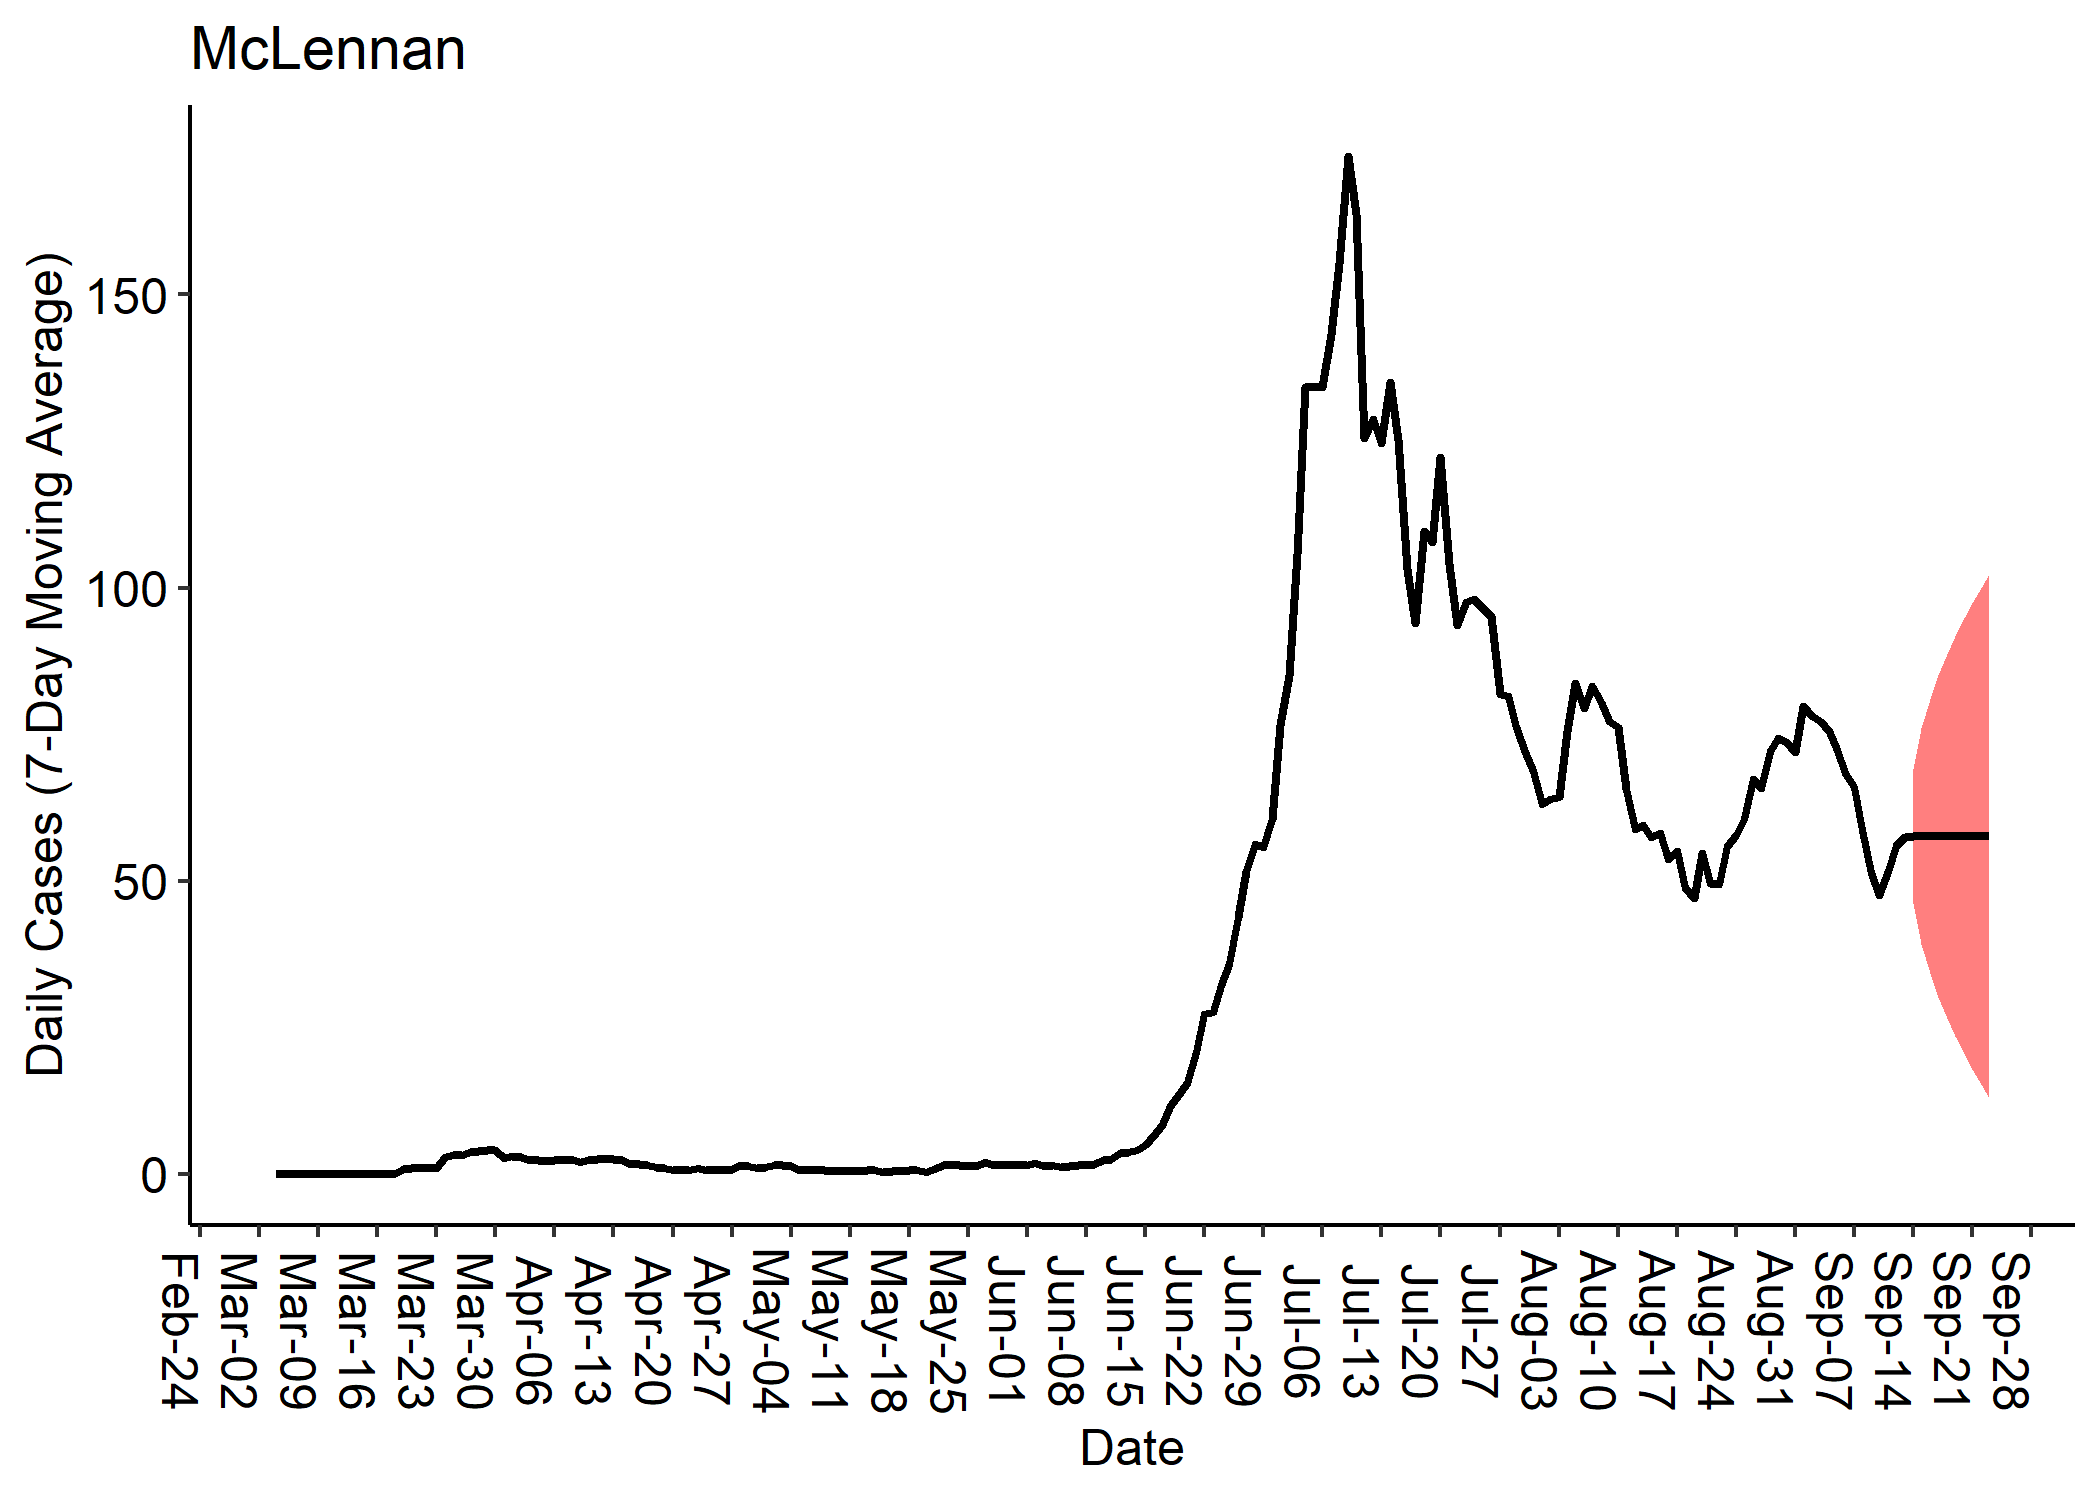 McLennan
Daily Cases (7-Day Moving Average)
150
100
50
0
Feb-24
Mar-02
Mar-09
Mar-16
Mar-23
Mar-30
Apr-06
Apr-13
Apr-20
Apr-27
May-04
May-11
May-18
May-25
Jun-01
Jun-08
Jun-15
Jun-22
Jun-29
Jul-06
Jul-13
Jul-20
Jul-27
Aug-03
Aug-10
Aug-17
Aug-24
Aug-31
Sep-07
Sep-14
Sep-21
Sep-28
Date